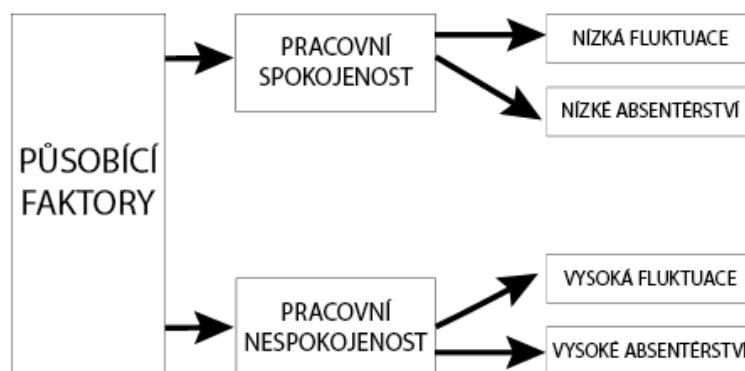 PŮSOBÍCÍ
FAKTORY
PRACOVNÍ
SPOKOJENOST
NÍZKÁ FLUKTUACE
NÍZKÉ ABSENTÉRSTVÍ
PRACOVNÍ
NESPOKOJENOST
VYSOKÁ FLUKTUACE
VYSOKÉ ABSENTÉRSTVÍ